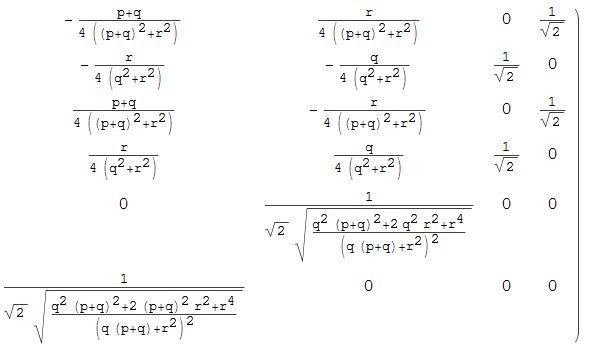 - (p+q)/(4 ((p+q)^2+r^2)) r/(4 ((p+q)^2+r^2)) 0 1/√2
- r/(4 (q^2+r^2)) - q/(4 (q^2+r^2)) 1/√2 0
(p+q)/(4 ((p+q)^2+r^2)) - r/(4 ((p+q)^2+r^2)) 0 1/√2
r/(4 (q^2+r^2)) q/(4 (q^2+r^2)) 1/√2 0
0 1/(√2 √((q^2 (p+q)^2+2 q^2 r^2+r^4)/(q (p+q)+r^2)^2)) 0 0
1/(√2 √((q^2 (p+q)^2+2 (p+q)^2 r^2+r^4)/(q (p+q)+r^2)^2)) 0 0 0